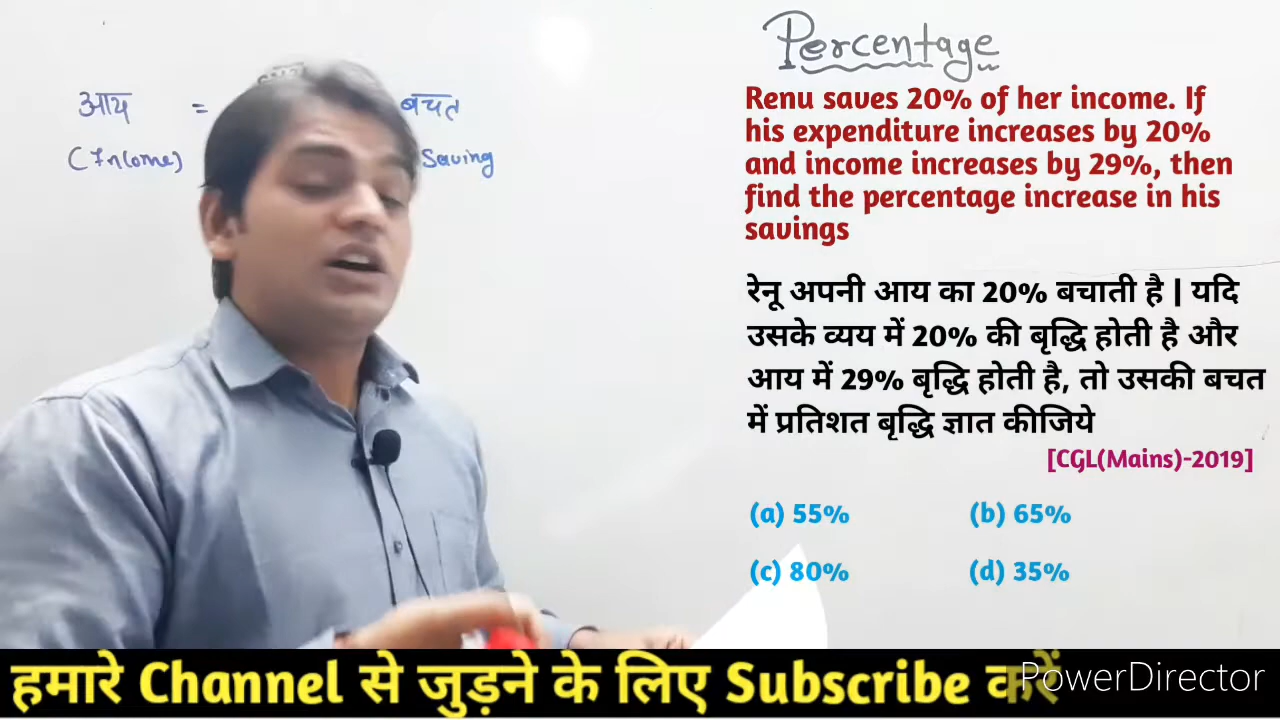 Percentage
आय = बचत
(Income) Saving
Renu saves 20% of her income. If
his expenditure increases by 20%
and income increases by 29%, then
find the percentage increase in his
savings
रेनू अपनी आय का 20% बचाती है | यदि
उसके व्यय में 20% की बृद्धि होती है और
आय में 29% बृद्धि होती है, तो उसकी बचत
में प्रतिशत बृद्धि ज्ञात कीजिये
[CGL(Mains)-2019]
(a) 55% (b) 65%
(c) 80% (d) 35%
हमारे Channel से जुड़ने के लिए Subscribe करें
PowerDirector